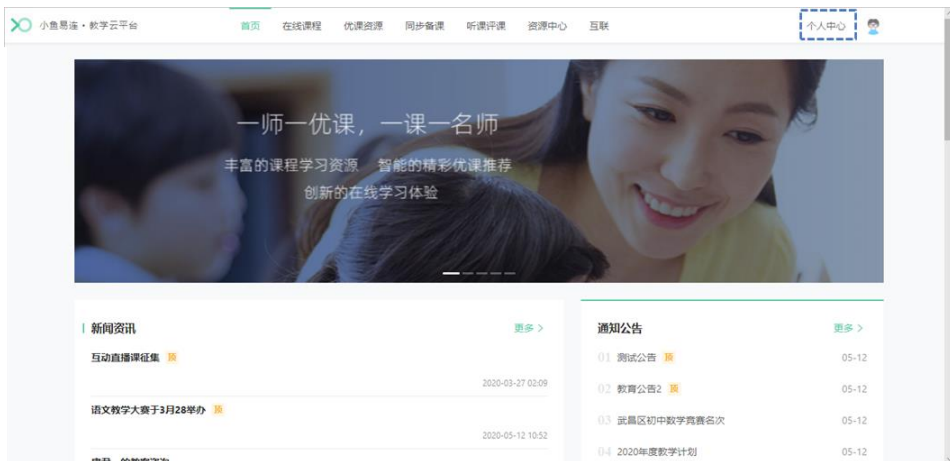 小鱼易连·教学云平台
首页 在线课程 优课资源 同步备课 听课评课 资源中心 互联 个人中心
一师一优课，一课一名师
丰富的课程学习资源 智能的精彩优课推荐
创新的在线学习体验
新闻资讯 更多 >
互动直播课征集 顶
2020-03-27 02:09
语文教学大赛于3月28举办 顶
2020-05-12 10:52
通知公告 更多 >
01 测试公告 顶 05-12
02 教育公告2 顶 05-12
03 武昌区初中数学竞赛名次 05-12
04 2020年度教学计划 05-12